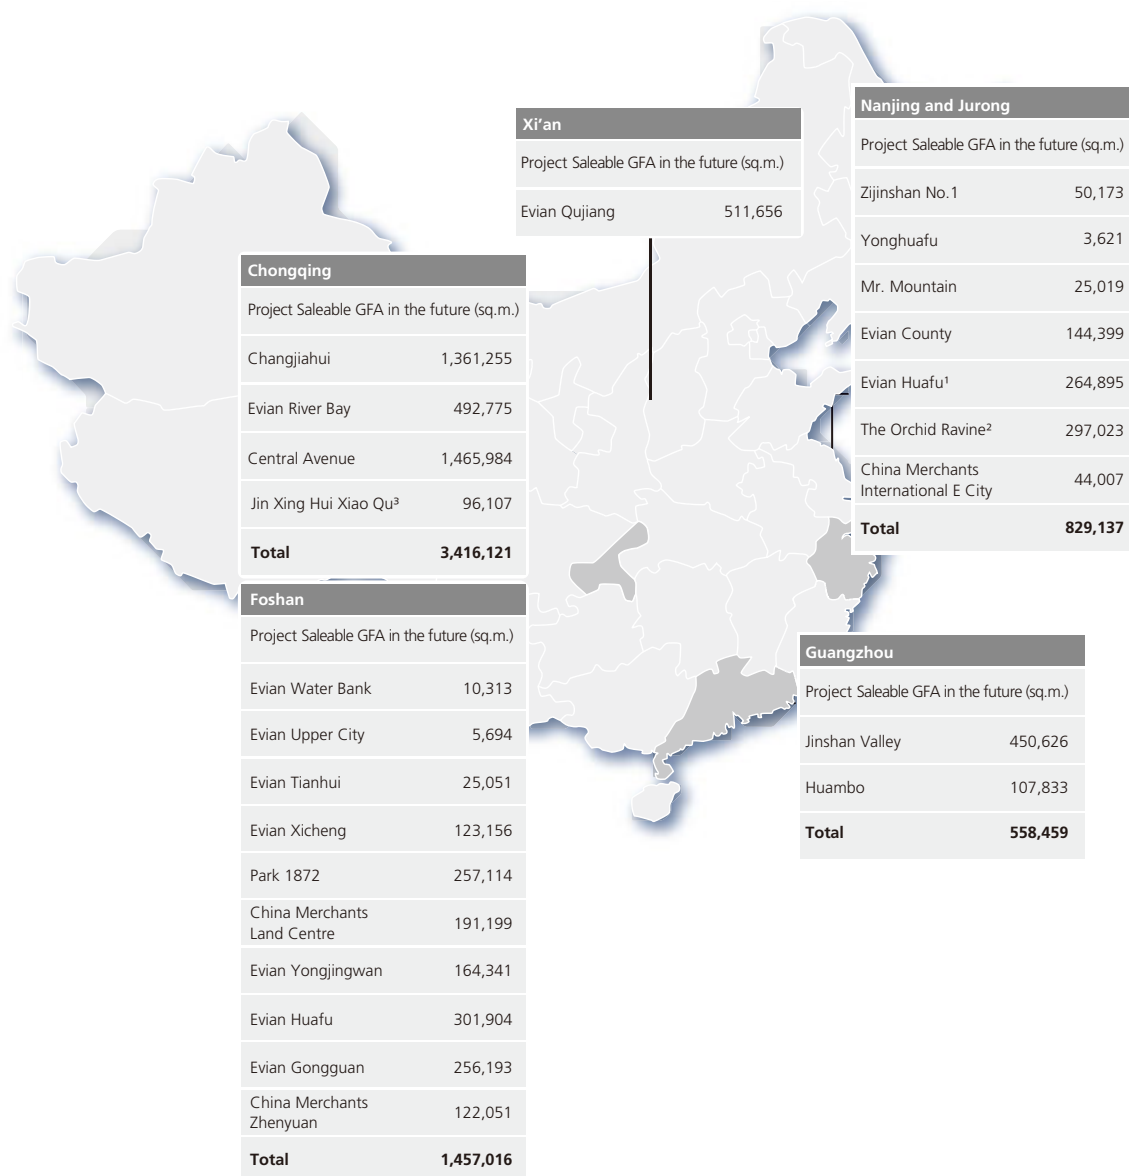 Xi’an
Project Saleable GFA in the future (sq.m.)
Evian Qujiang 511,656
Nanjing and Jurong
Project Saleable GFA in the future (sq.m.)
Zijinshan No.1 50,173
Yonghuafu 3,621
Mr. Mountain 25,019
Evian County 144,399
Evian Huafu¹ 264,895
The Orchid Ravine² 297,023
China Merchants
International E City 44,007
Total 829,137
Chongqing
Project Saleable GFA in the future (sq.m.)
Changjiahui 1,361,255
Evian River Bay 492,775
Central Avenue 1,465,984
Jin Xing Hui Xiao Qu³ 96,107
Total 3,416,121
Foshan
Project Saleable GFA in the future (sq.m.)
Evian Water Bank 10,313
Evian Upper City 5,694
Evian Tianhui 25,051
Evian Xicheng 123,156
Park 1872 257,114
China Merchants
Land Centre 191,199
Evian Yongjingwan 164,341
Evian Huafu 301,904
Evian Gongguan 256,193
China Merchants
Zhenyuan 122,051
Total 1,457,016
Guangzhou
Project Saleable GFA in the future (sq.m.)
Jinshan Valley 450,626
Huambo 107,833
Total 558,459